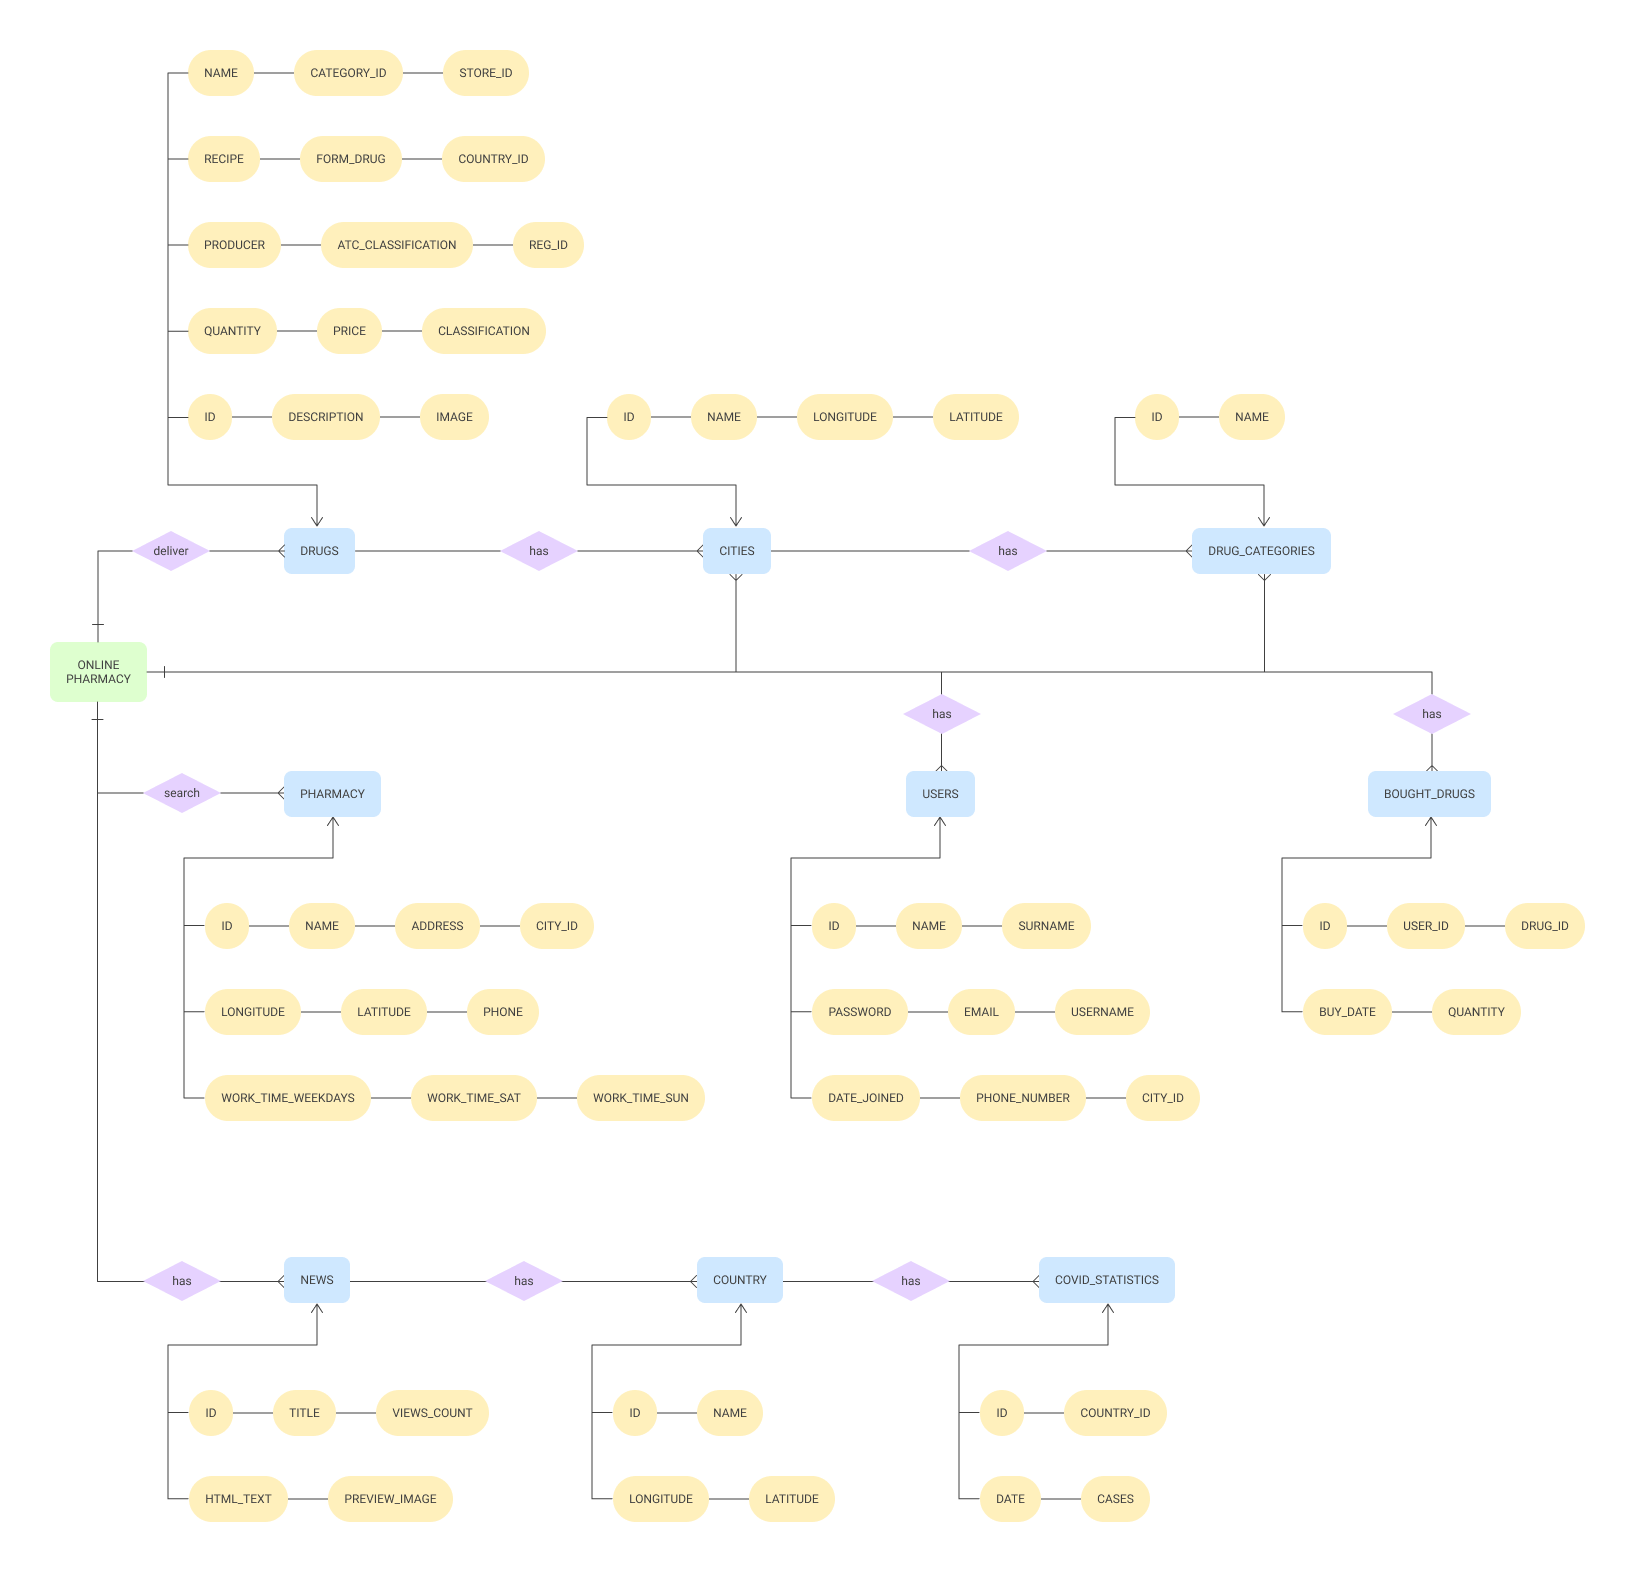 NAME
CATEGORY_ID
STORE_ID
RECIPE
FORM_DRUG
COUNTRY_ID
PRODUCER
ATC_CLASSIFICATION
REG_ID
QUANTITY
PRICE
CLASSIFICATION
ID
DESCRIPTION
IMAGE
ID
NAME
LONGITUDE
LATITUDE
ID
NAME
deliver
DRUGS
has
CITIES
has
DRUG_CATEGORIES
ONLINE
PHARMACY
has
has
search
PHARMACY
USERS
BOUGHT_DRUGS
ID
NAME
ADDRESS
CITY_ID
ID
NAME
SURNAME
ID
USER_ID
DRUG_ID
LONGITUDE
LATITUDE
PHONE
PASSWORD
EMAIL
USERNAME
BUY_DATE
QUANTITY
WORK_TIME_WEEKDAYS
WORK_TIME_SAT
WORK_TIME_SUN
DATE_JOINED
PHONE_NUMBER
CITY_ID
has
NEWS
has
COUNTRY
has
COVID_STATISTICS
ID
TITLE
VIEWS_COUNT
ID
NAME
ID
COUNTRY_ID
HTML_TEXT
PREVIEW_IMAGE
LONGITUDE
LATITUDE
DATE
CASES